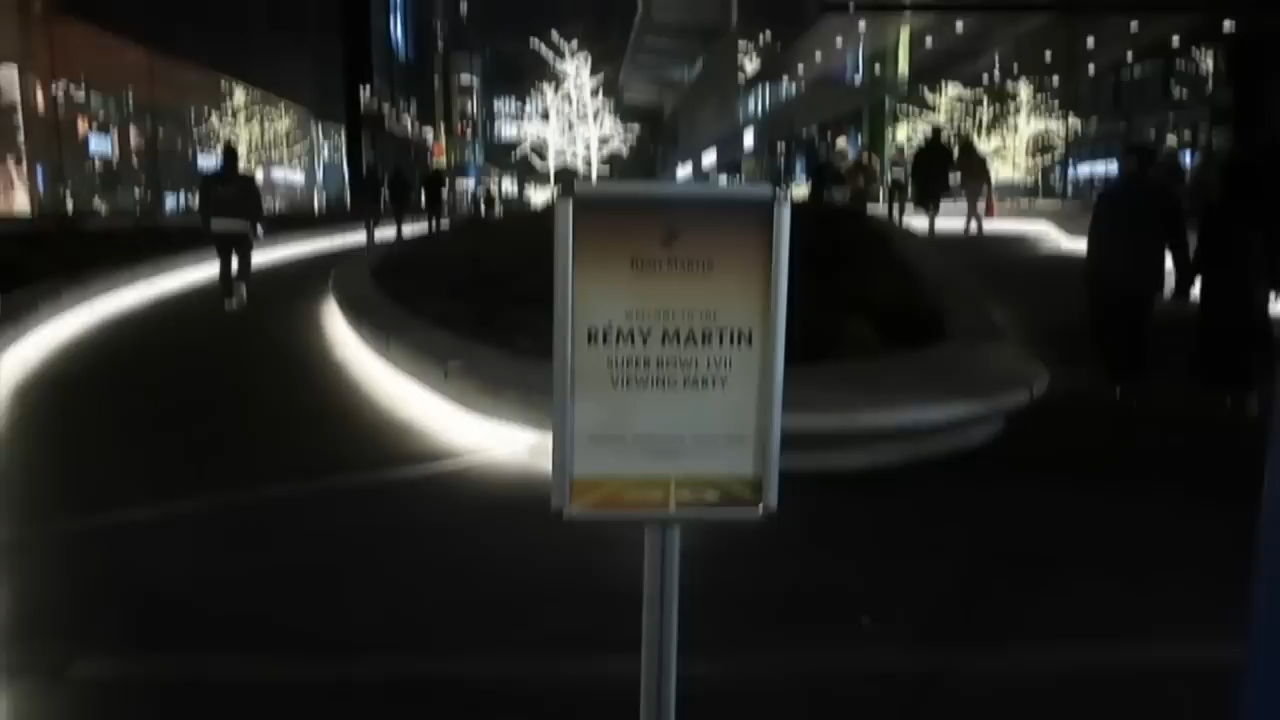 Rémy Martin
WELCOME TO THE
RÉMY MARTIN
SUPER BOWL LVII
VIEWING PARTY